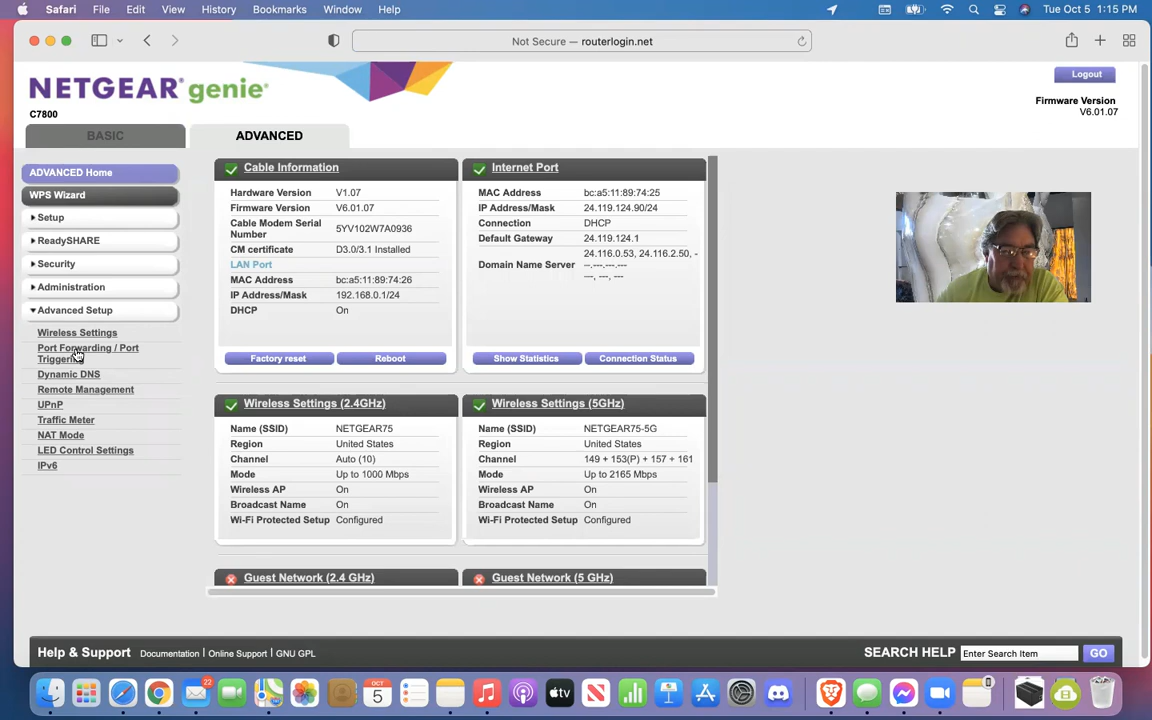 Safari File Edit View History Bookmarks Window Help Tue Oct 5 1:15 PM
Not Secure — routerlogin.net
NETGEAR® genie®
Logout
Firmware Version
V6.01.07
C7800
BASIC
ADVANCED
ADVANCED Home
WPS Wizard
Setup
ReadySHARE
Security
Administration
Advanced Setup
Wireless Settings
Port Forwarding / Port
Dynamic DNS
Remote Management
UPnP
Traffic Meter
NAT Mode
LED Control Settings
IPv6
Cable Information
Hardware Version V1.07
Firmware Version V6.01.07
Cable Modem Serial
Number 5YV102W7A0936
CM certificate D3.0/3.1 Installed
LAN Port
MAC Address bc:a5:11:89:74:26
IP Address/Mask 192.168.0.1/24
DHCP On
Factory reset Reboot
Internet Port
MAC Address bc:a5:11:89:74:25
IP Address/Mask 24.119.124.90/24
Connection DHCP
Default Gateway 24.119.124.1
24.116.0.53, 24.116.2.50, -
Domain Name Server --.---.---.---
---, ---, ---
Show Statistics Connection Status
Wireless Settings (2.4GHz)
Name (SSID) NETGEAR75
Region United States
Channel Auto (10)
Mode Up to 1000 Mbps
Wireless AP On
Broadcast Name On
Wi-Fi Protected Setup Configured
Wireless Settings (5GHz)
Name (SSID) NETGEAR75-5G
Region United States
Channel 149 + 153(P) + 157 + 161
Mode Up to 2165 Mbps
Wireless AP On
Broadcast Name On
Wi-Fi Protected Setup Configured
Guest Network (2.4 GHz)
Guest Network (5 GHz)
Help & Support Documentation | Online Support | GNU GPL
SEARCH HELP Enter Search Item GO
22
OCT
5
tv